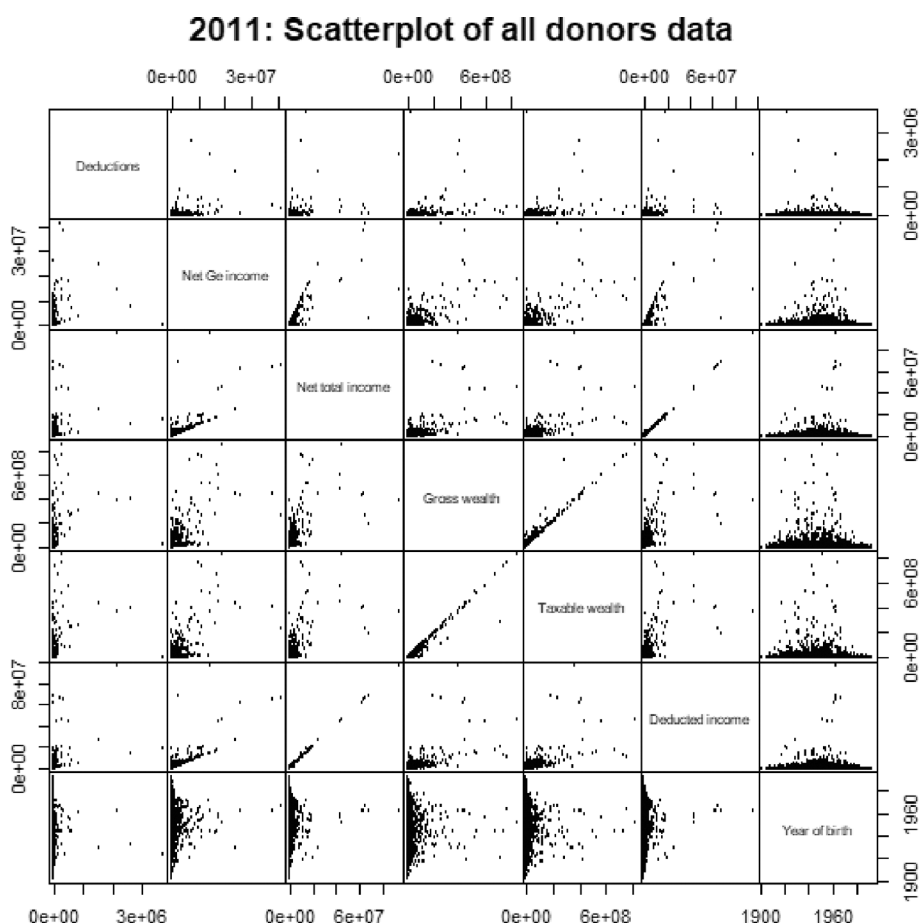 2011: Scatterplot of all donors data
0e+00 3e+07 0e+00 6e+08 0e+00 6e+07
Deductions
0e+00 3e+06
Net Ge income
0e+00 3e+07
Net total income
0e+00 6e+07
Gross wealth
0e+00 6e+08
Taxable wealth
0e+00 6e+08
Deducted income
0e+00 8e+07
Year of birth
1900 1960
0e+00 3e+06 0e+00 6e+07 0e+00 6e+08 1900 1960